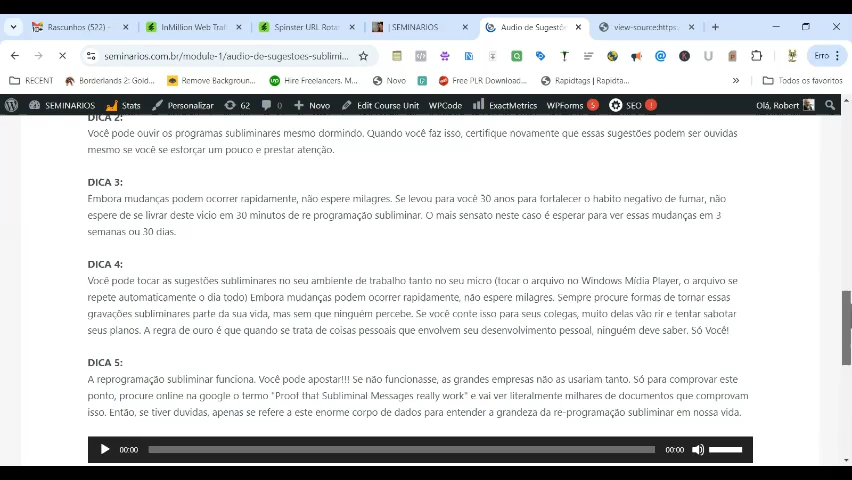 Rascunhos (522) -
InMillion Web Trai
Spinster URL Rotat
| SEMINARIOS
Audio de Sugestõ
view-source:https
seminarios.com.br/module-1/audio-de-sugestoes-sublimi...
Erro
RECENT
Borderlands 2: Gold...
Remove Backgroun...
Hire Freelancers. M...
Novo
Free PLR Download...
Rapidtags | Rapidta...
»
Todos os favoritos
SEMINARIOS
Stats
Personalizar
62
0
Novo
Edit Course Unit
WPCode
ExactMetrics
WPForms 5
SEO !
Olá, Robert
DICA 2:
Você pode ouvir os programas subliminares mesmo dormindo. Quando você faz isso, certifique novamente que essas sugestões podem ser ouvidas
mesmo se você se esforçar um pouco e prestar atenção.
DICA 3:
Embora mudanças podem ocorrer rapidamente, não espere milagres. Se levou para você 30 anos para fortalecer o habito negativo de fumar, não
espere de se livrar deste vicio em 30 minutos de re programação subliminar. O mais sensato neste caso é esperar para ver essas mudanças em 3
semanas ou 30 dias.
DICA 4:
Você pode tocar as sugestões subliminares no seu ambiente de trabalho tanto no seu micro (tocar o arquivo no Windows Mídia Player, o arquivo se
repete automaticamente o dia todo) Embora mudanças podem ocorrer rapidamente, não espere milagres. Sempre procure formas de tornar essas
gravações subliminares parte da sua vida, mas sem que ninguém percebe. Se você conte isso para seus colegas, muito delas vão rir e tentar sabotar
seus planos. A regra de ouro é que quando se trata de coisas pessoais que envolvem seu desenvolvimento pessoal, ninguém deve saber. Só Você!
DICA 5:
A reprogramação subliminar funciona. Você pode apostar!!! Se não funcionasse, as grandes empresas não as usariam tanto. Só para comprovar este
ponto, procure online na google o termo "Proof that Subliminal Messages really work" e vai ver literalmente milhares de documentos que comprovam
isso. Então, se tiver duvidas, apenas se refere a este enorme corpo de dados para entender a grandeza da re-programação subliminar em nossa vida.
00:00
00:00